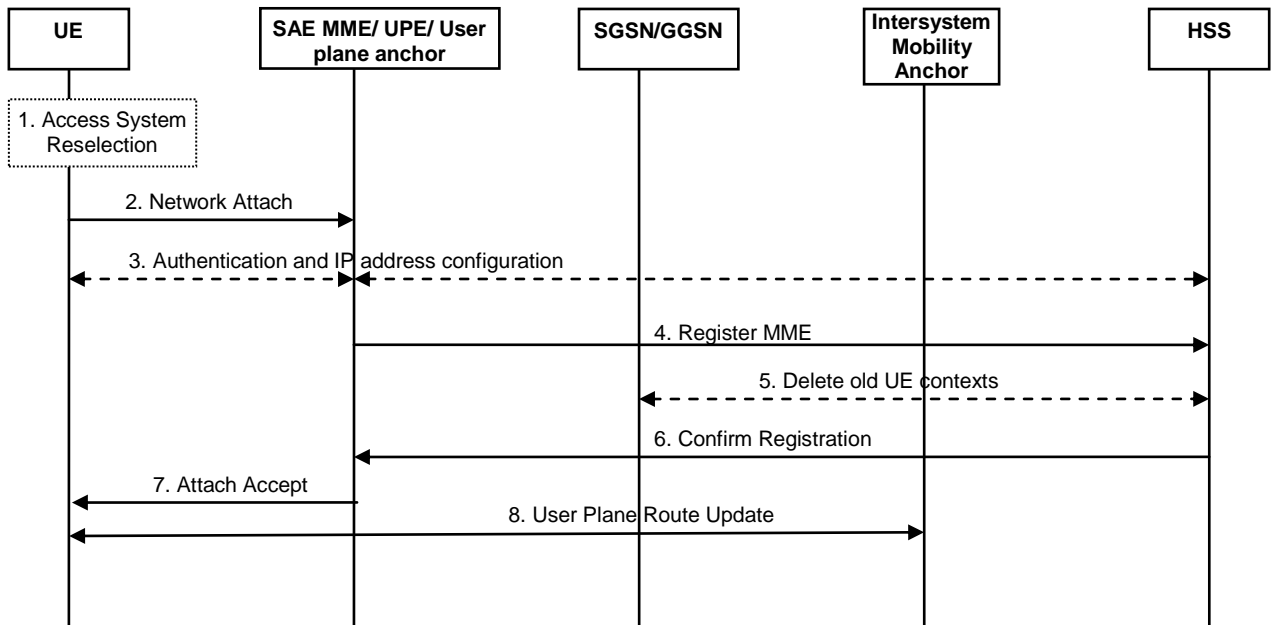 UE
SAE MME/ UPE/ User
plane anchor
SGSN/GGSN
Intersystem
Mobility
Anchor
HSS
1. Access System
Reselection
2. Network Attach
3. Authentication and IP address configuration
4. Register MME
5. Delete old UE contexts
6. Confirm Registration
7. Attach Accept
8. User Plane Route Update